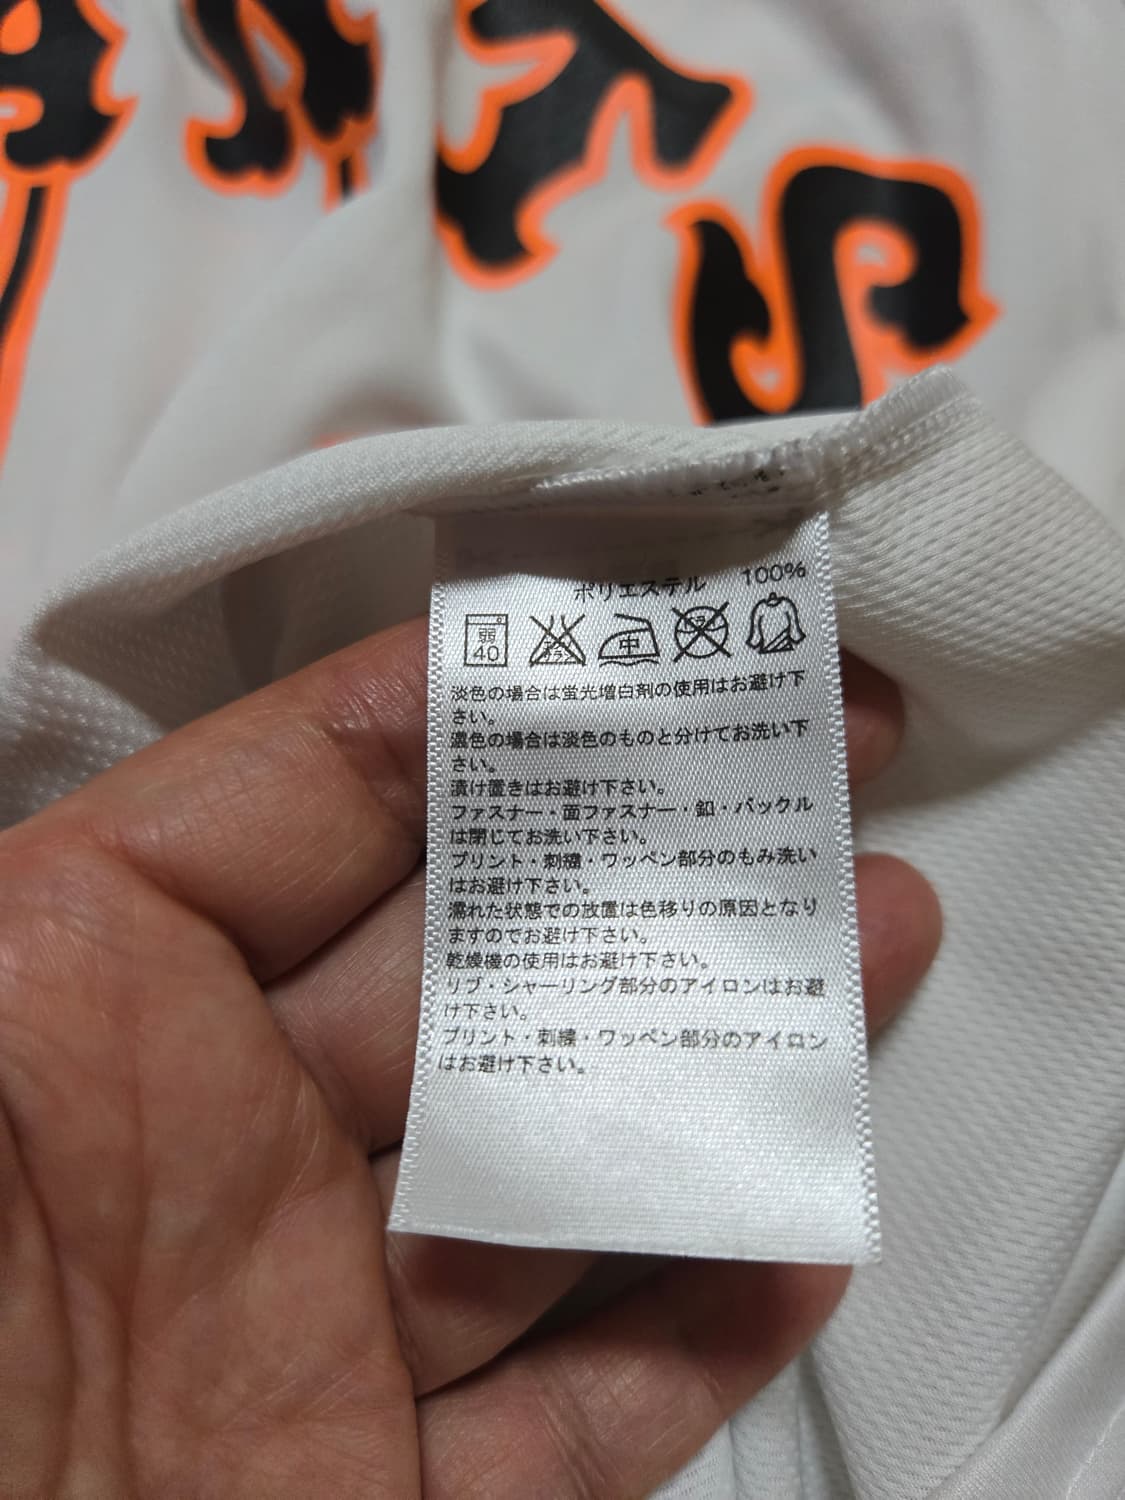 ポリエステル 100%
弱
40
エンソ
サラシ
中
淡色の場合は蛍光増白剤の使用はお避け下
さい。
濃色の場合は淡色のものと分けてお洗い下
さい。
漬け置きはお避け下さい。
ファスナー・面ファスナー・釦・バックル
は閉じてお洗い下さい。
プリント・刺繍・ワッペン部分のもみ洗い
はお避け下さい。
濡れた状態での放置は色移りの原因となり
ますのでお避け下さい。
乾燥機の使用はお避け下さい。
リブ・シャーリング部分のアイロンはお避
け下さい。
プリント・刺繍・ワッペン部分のアイロン
はお避け下さい。